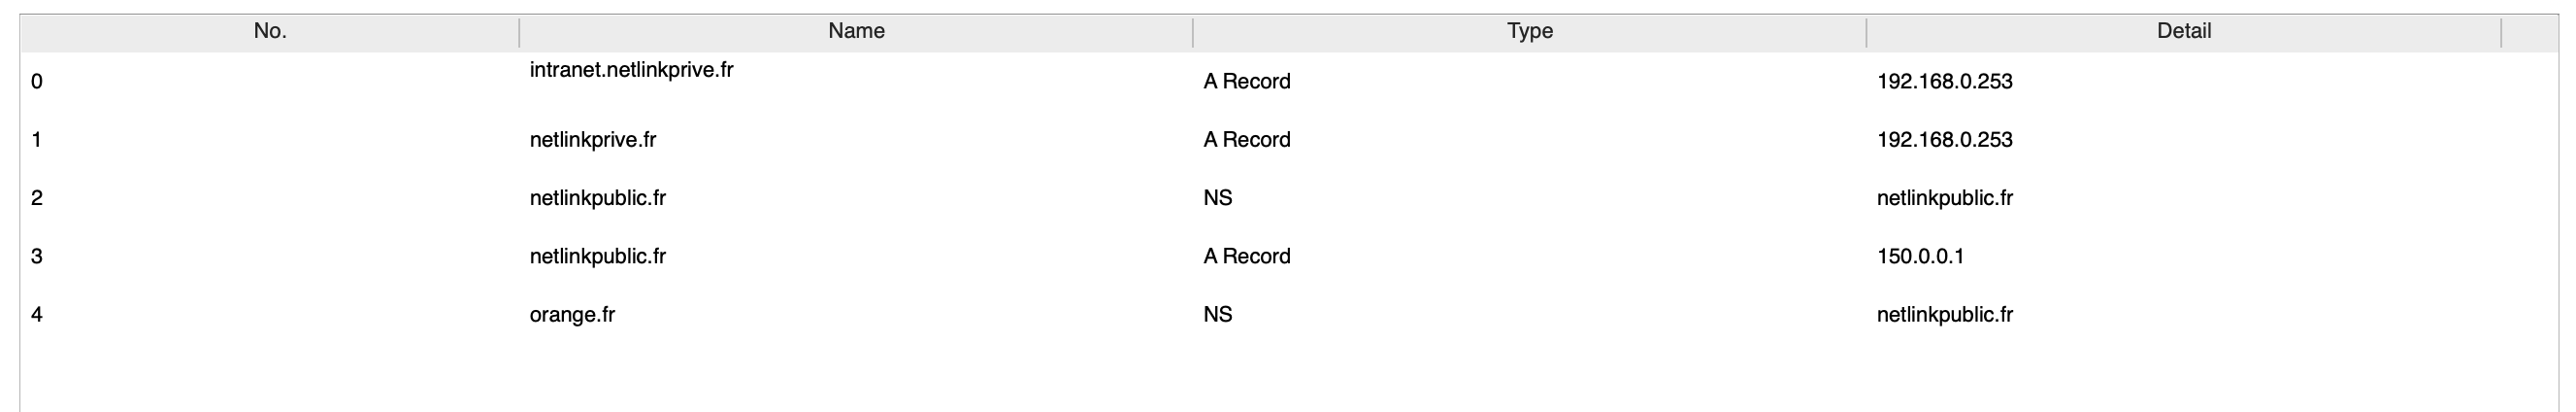 No. Name Type Detail
0 intranet.netlinkprive.fr A Record 192.168.0.253
1 netlinkprive.fr A Record 192.168.0.253
2 netlinkpublic.fr NS netlinkpublic.fr
3 netlinkpublic.fr A Record 150.0.0.1
4 orange.fr NS netlinkpublic.fr